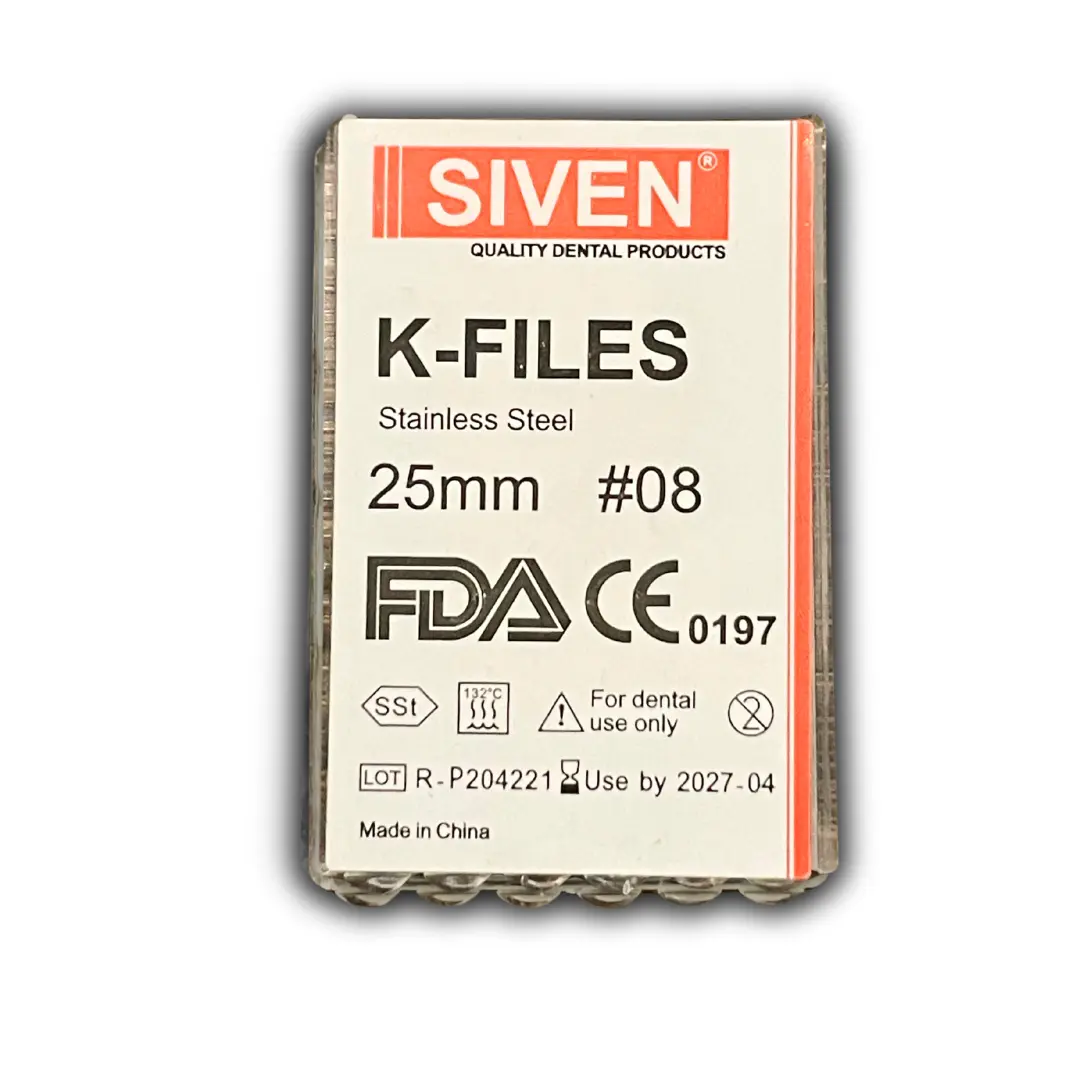 SIVEN®
QUALITY DENTAL PRODUCTS
K-FILES
Stainless Steel
25mm #08
FDA CE 0197
SSt 132°C For dental use only 2
LOT R-P204221 Use by 2027-04
Made in China